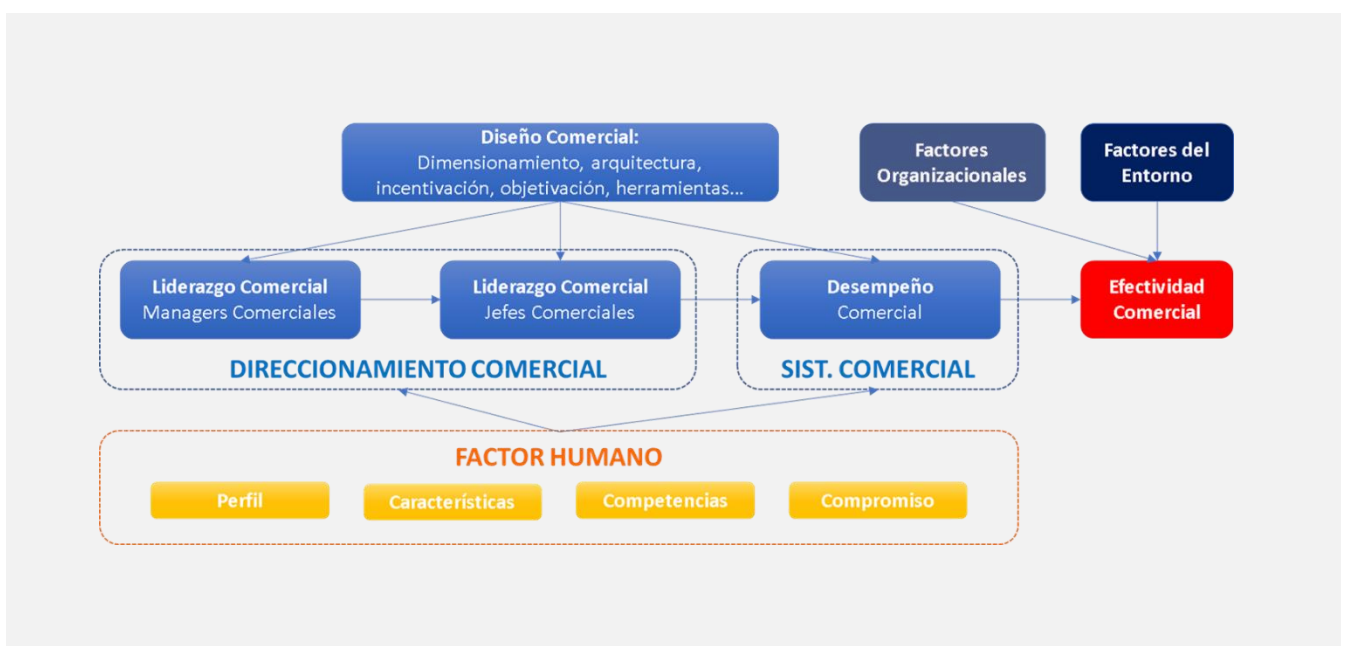 Diseño Comercial:
Dimensionamiento, arquitectura,
incentivación, objetivación, herramientas...
Factores
Organizacionales
Factores del
Entorno
Liderazgo Comercial
Managers Comerciales
Liderazgo Comercial
Jefes Comerciales
Desempeño
Comercial
Efectividad
Comercial
DIRECCIONAMIENTO COMERCIAL
SIST. COMERCIAL
FACTOR HUMANO
Perfil
Característícas
Competencias
Compromiso